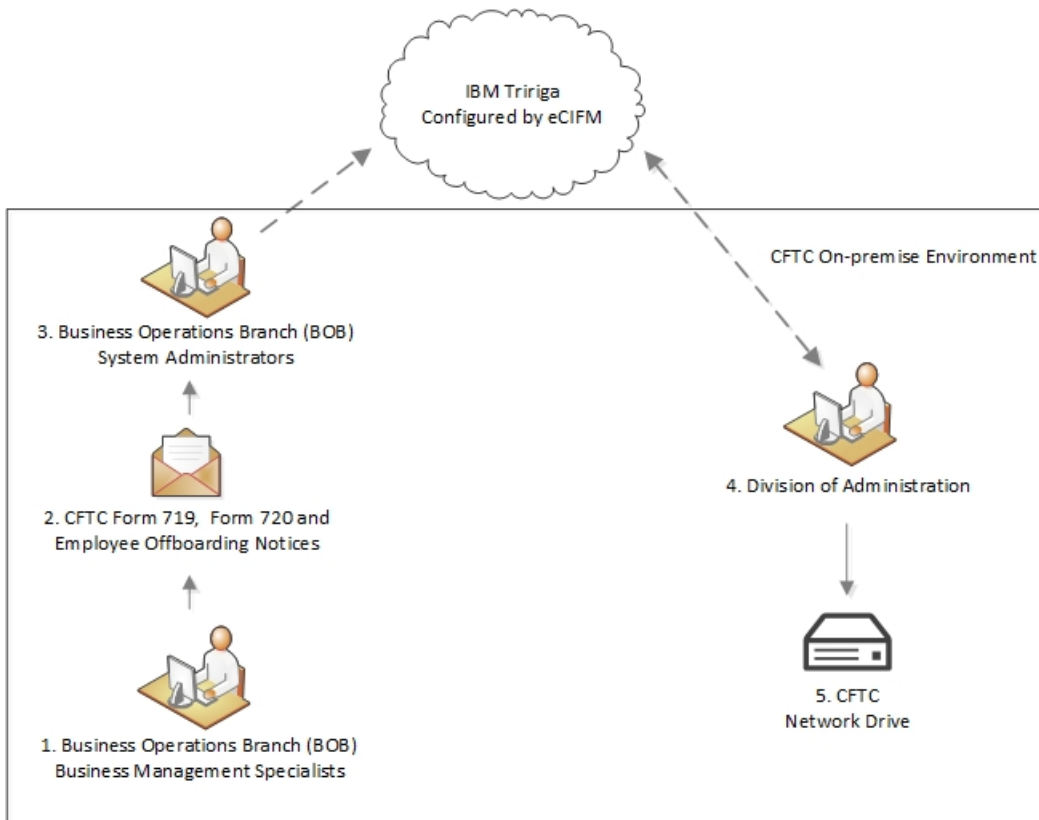 IBM Tririga
Configured by eCIFM
CFTC On-premise Environment
3. Business Operations Branch (BOB)
System Administrators
2. CFTC Form 719, Form 720 and
Employee Offboarding Notices
1. Business Operations Branch (BOB)
Business Management Specialists
4. Division of Administration
5. CFTC
Network Drive